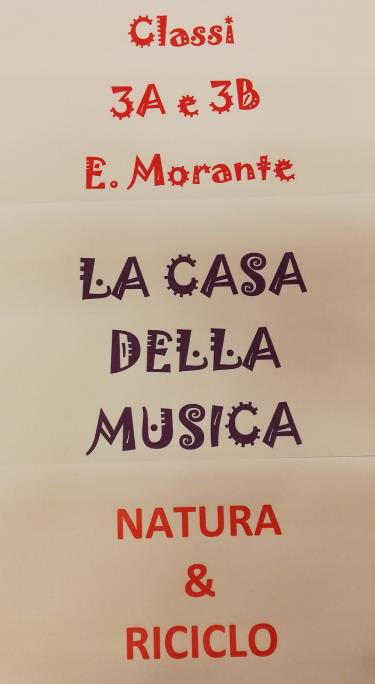 Classi
3A e 3B
E. Morante
LA CASA
DELLA
MUSICA
NATURA
&
RICICLO